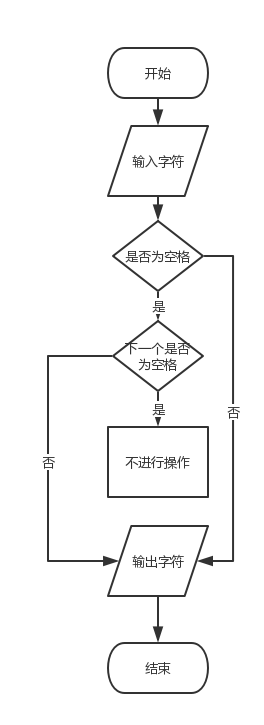 开始
输入字符
是否为空格
是
下一个是否
为空格
是
否
否
不进行操作
输出字符
结束